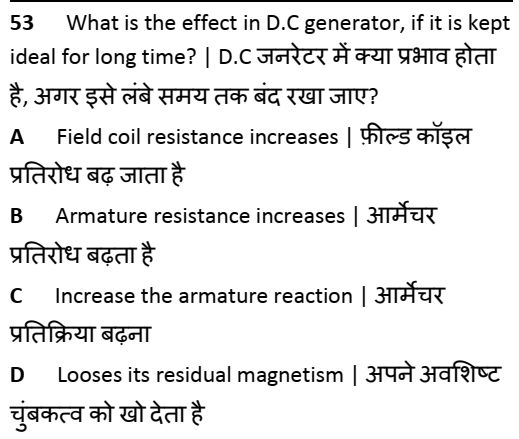 53 What is the effect in D.C generator, if it is kept
ideal for long time? | D.C जनरेटर में क्या प्रभाव होता
है, अगर इसे लंबे समय तक बंद रखा जाए?
A Field coil resistance increases | फ़ील्ड कॉइल
प्रतिरोध बढ़ जाता है
B Armature resistance increases | आर्मेचर
प्रतिरोध बढ़ता है
C Increase the armature reaction | आर्मेचर
प्रतिक्रिया बढ़ना
D Looses its residual magnetism | अपने अवशिष्ट
चुंबकत्व को खो देता है